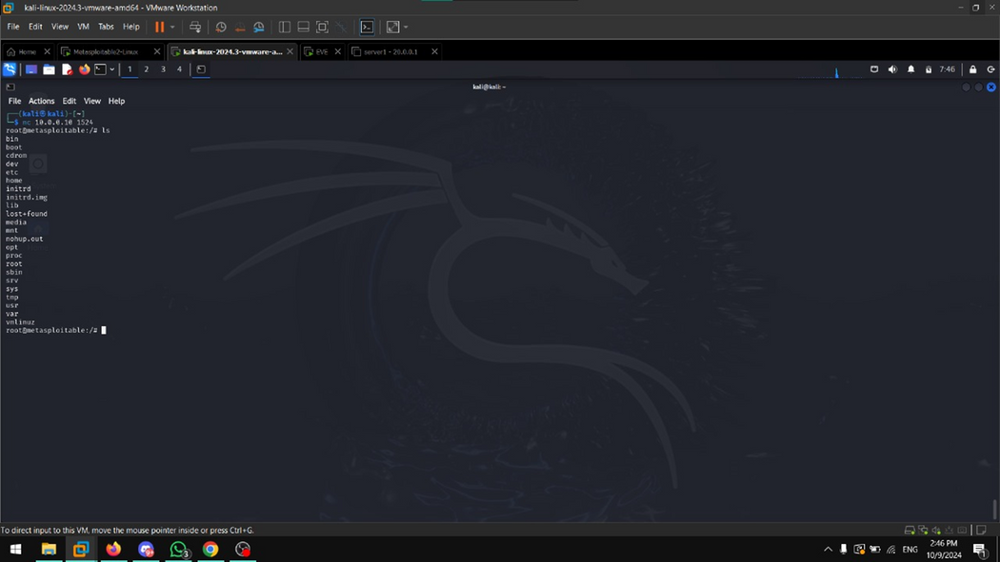 kali-linux-2024.3-vmware-amd64 - VMware Workstation
File Edit View VM Tabs Help
Home Metasploitable2-Linux kali-linux-2024.3-vmware-a... EVE server1 - 20.0.0.1
1 2 3 4 7:46
kali@kali: ~
File Actions Edit View Help
(kali㉿kali)-[~]
$ nc 10.0.0.10 1524
root@metasploitable:/# ls
bin
boot
cdrom
dev
etc
home
initrd
initrd.img
lib
lost+found
media
mnt
nohup.out
opt
proc
root
sbin
srv
sys
tmp
usr
var
vmlinuz
root@metasploitable:/#
To direct input to this VM, move the mouse pointer inside or press Ctrl+G.
3 ENG 2:46 PM 1
10/9/2024